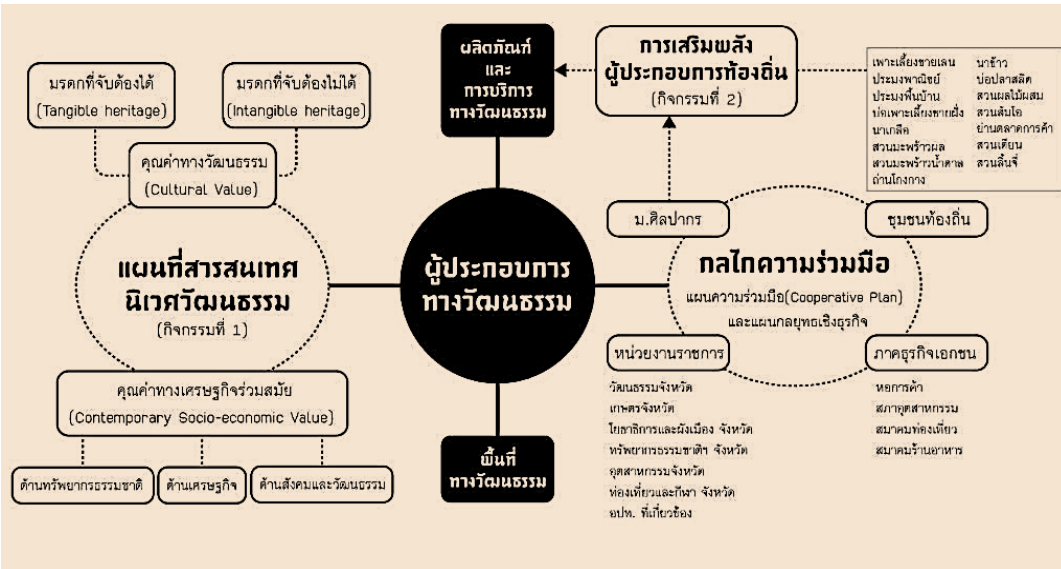 มรดกที่จับต้องได้
(Tangible heritage)
มรดกที่จับต้องไม่ได้
(Intangible heritage)
คุณค่าทางวัฒนธรรม
(Cultural Value)
แผนที่สารสนเทศ
นิเวศวัฒนธรรม
(กิจกรรมที่ 1)
คุณค่าทางเศรษฐกิจร่วมสมัย
(Contemporary Socio-economic Value)
ด้านทรัพยากรธรรมชาติ
ด้านเศรษฐกิจ
ด้านสังคมและวัฒนธรรม
ผลิตภัณฑ์
และ
การบริการ
ทางวัฒนธรรม
ผู้ประกอบการ
ทางวัฒนธรรม
พื้นที่
ทางวัฒนธรรม
การเสริมพลัง
ผู้ประกอบการท้องถิ่น
(กิจกรรมที่ 2)
เพาะเลี้ยงชายเลน
ประมงพาณิชย์
ประมงพื้นบ้าน
บ่อเพาะเลี้ยงชายฝั่ง
นาเกลือ
สวนมะพร้าวผล
สวนมะพร้าวน้ำตาล
ถ่านโกงกาง
นาข้าว
บ่อปลาสลิด
สวนผลไม้ผสม
สวนส้มโอ
ย่านตลาดการค้า
สวนเตียน
สวนลิ้นจี่
ม.ศิลปากร
ชุมชนท้องถิ่น
กลไกความร่วมมือ
แผนความร่วมมือ(Cooperative Plan)
และแผนกลยุทธเชิงธุรกิจ
หน่วยงานราชการ
วัฒนธรรมจังหวัด
เกษตรจังหวัด
โยธาธิการและผังเมือง จังหวัด
ทรัพยากรธรรมชาติฯ จังหวัด
อุตสาหกรรมจังหวัด
ท่องเที่ยวและกีฬา จังหวัด
อปท. ที่เกี่ยวข้อง
ภาคธุรกิจเอกชน
หอการค้า
สภาอุตสาหกรรม
สมาคมท่องเที่ยว
สมาคมร้านอาหาร